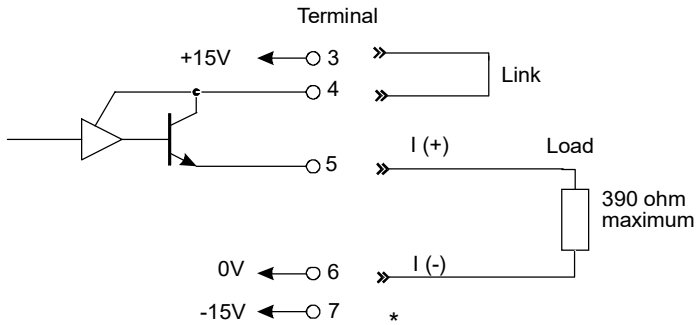 Terminal
+15V 3
4
Link
5
I (+)
Load
390 ohm
maximum
0V 6
I (-)
-15V 7
*